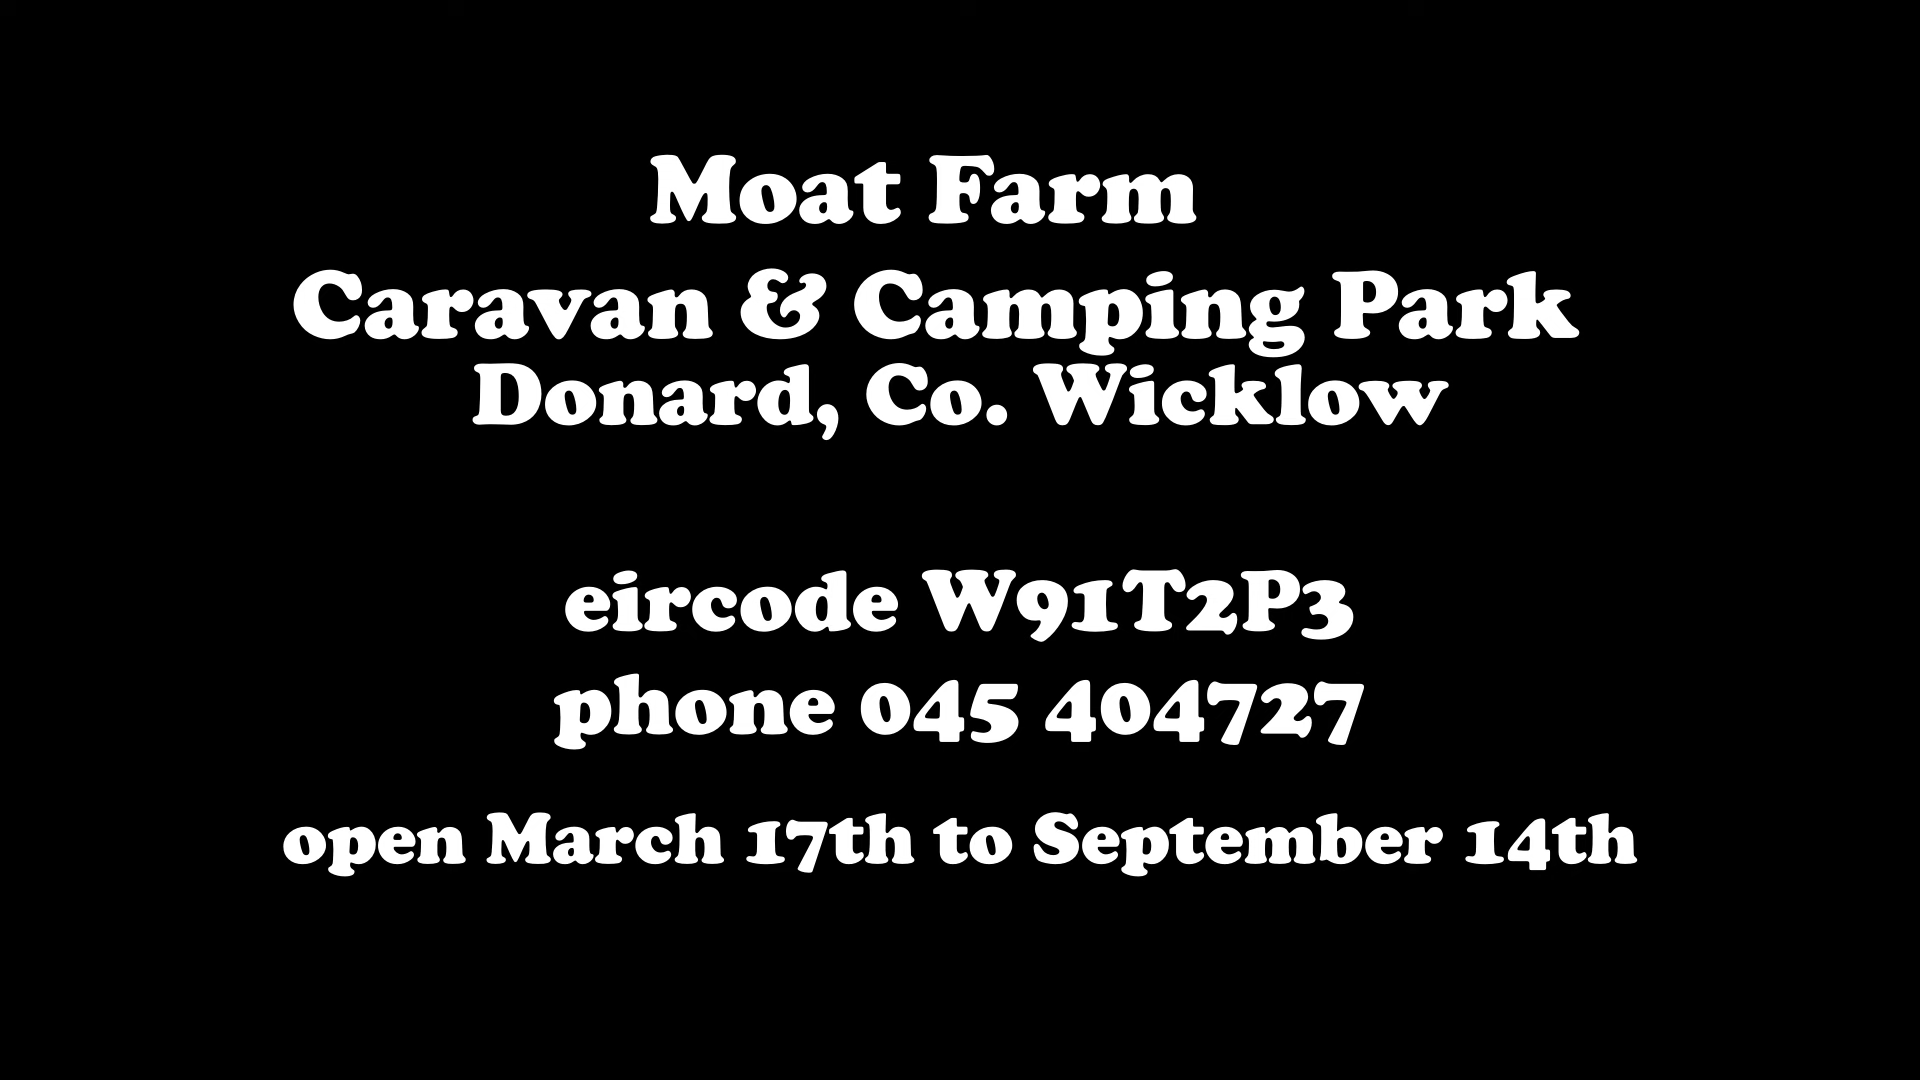 Moat Farm
Caravan & Camping Park
Donard, Co. Wicklow
eircode W91T2P3
phone 045 404727
open March 17th to September 14th